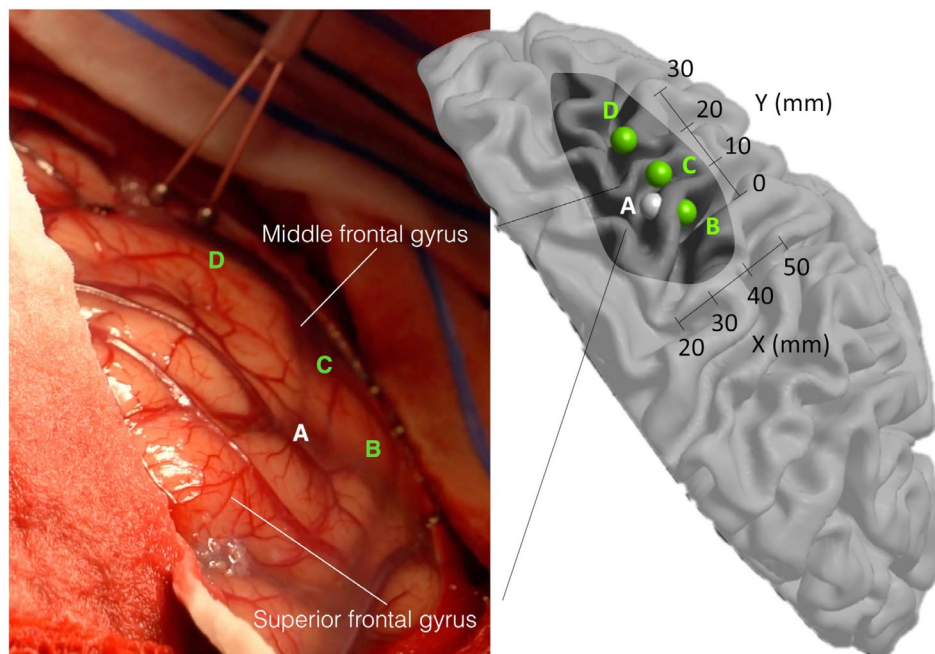 Middle frontal gyrus
D
C
A
B
Superior frontal gyrus
30
Y (mm)
20
D
10
C
0
A
B
50
40
30
20
X (mm)